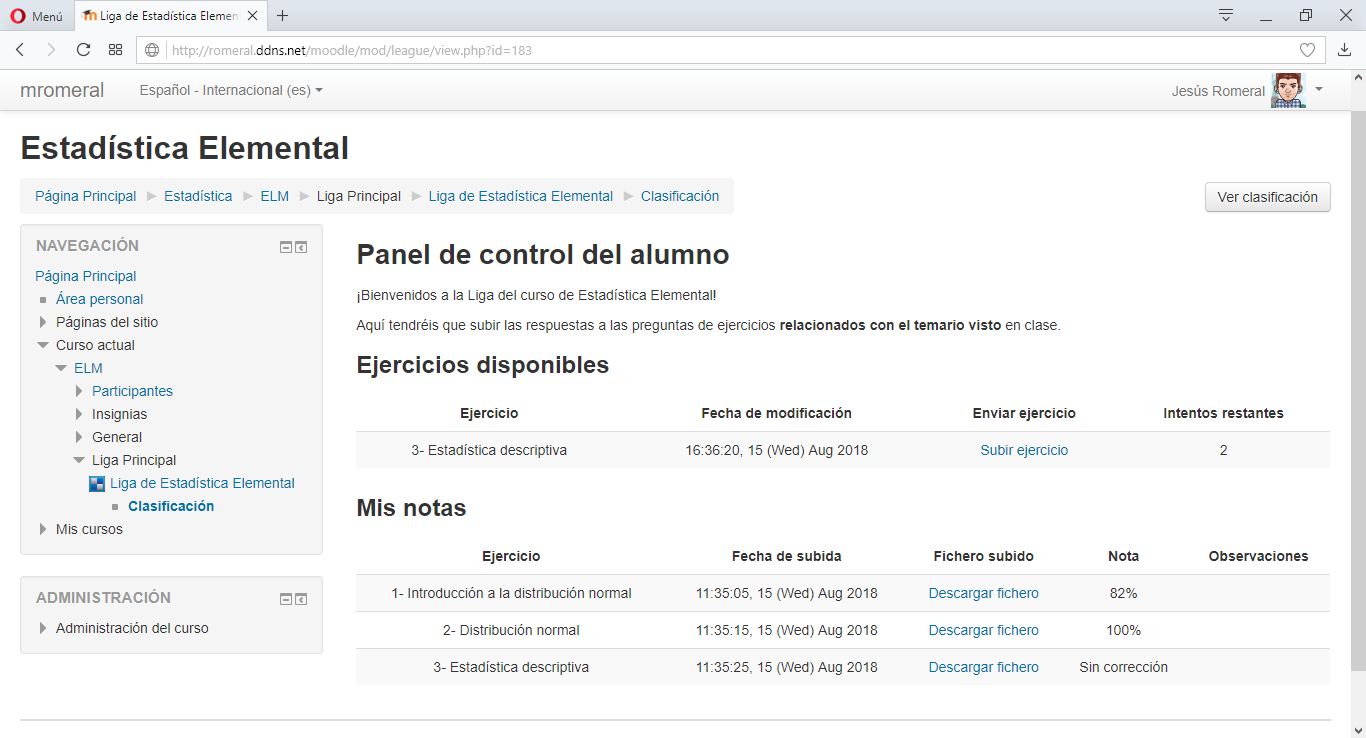 Menú
Liga de Estadística Elemen
http://romeral.ddns.net/moodle/mod/league/view.php?id=183
mromeral
Español - Internacional (es)
Jesús Romeral
Estadística Elemental
Página Principal
Estadística
ELM
Liga Principal
Liga de Estadística Elemental
Clasificación
Ver clasificación
NAVEGACIÓN
Página Principal
Área personal
Páginas del sitio
Curso actual
ELM
Participantes
Insignias
General
Liga Principal
Liga de Estadística Elemental
Clasificación
Mis cursos
ADMINISTRACIÓN
Administración del curso
Panel de control del alumno
¡Bienvenidos a la Liga del curso de Estadística Elemental!
Aquí tendréis que subir las respuestas a las preguntas de ejercicios relacionados con el temario visto en clase.
Ejercicios disponibles
Ejercicio Fecha de modificación Enviar ejercicio Intentos restantes
3- Estadística descriptiva 16:36:20, 15 (Wed) Aug 2018 Subir ejercicio 2
Mis notas
Ejercicio Fecha de subida Fichero subido Nota Observaciones
1- Introducción a la distribución normal 11:35:05, 15 (Wed) Aug 2018 Descargar fichero 82%
2- Distribución normal 11:35:15, 15 (Wed) Aug 2018 Descargar fichero 100%
3- Estadística descriptiva 11:35:25, 15 (Wed) Aug 2018 Descargar fichero Sin corrección